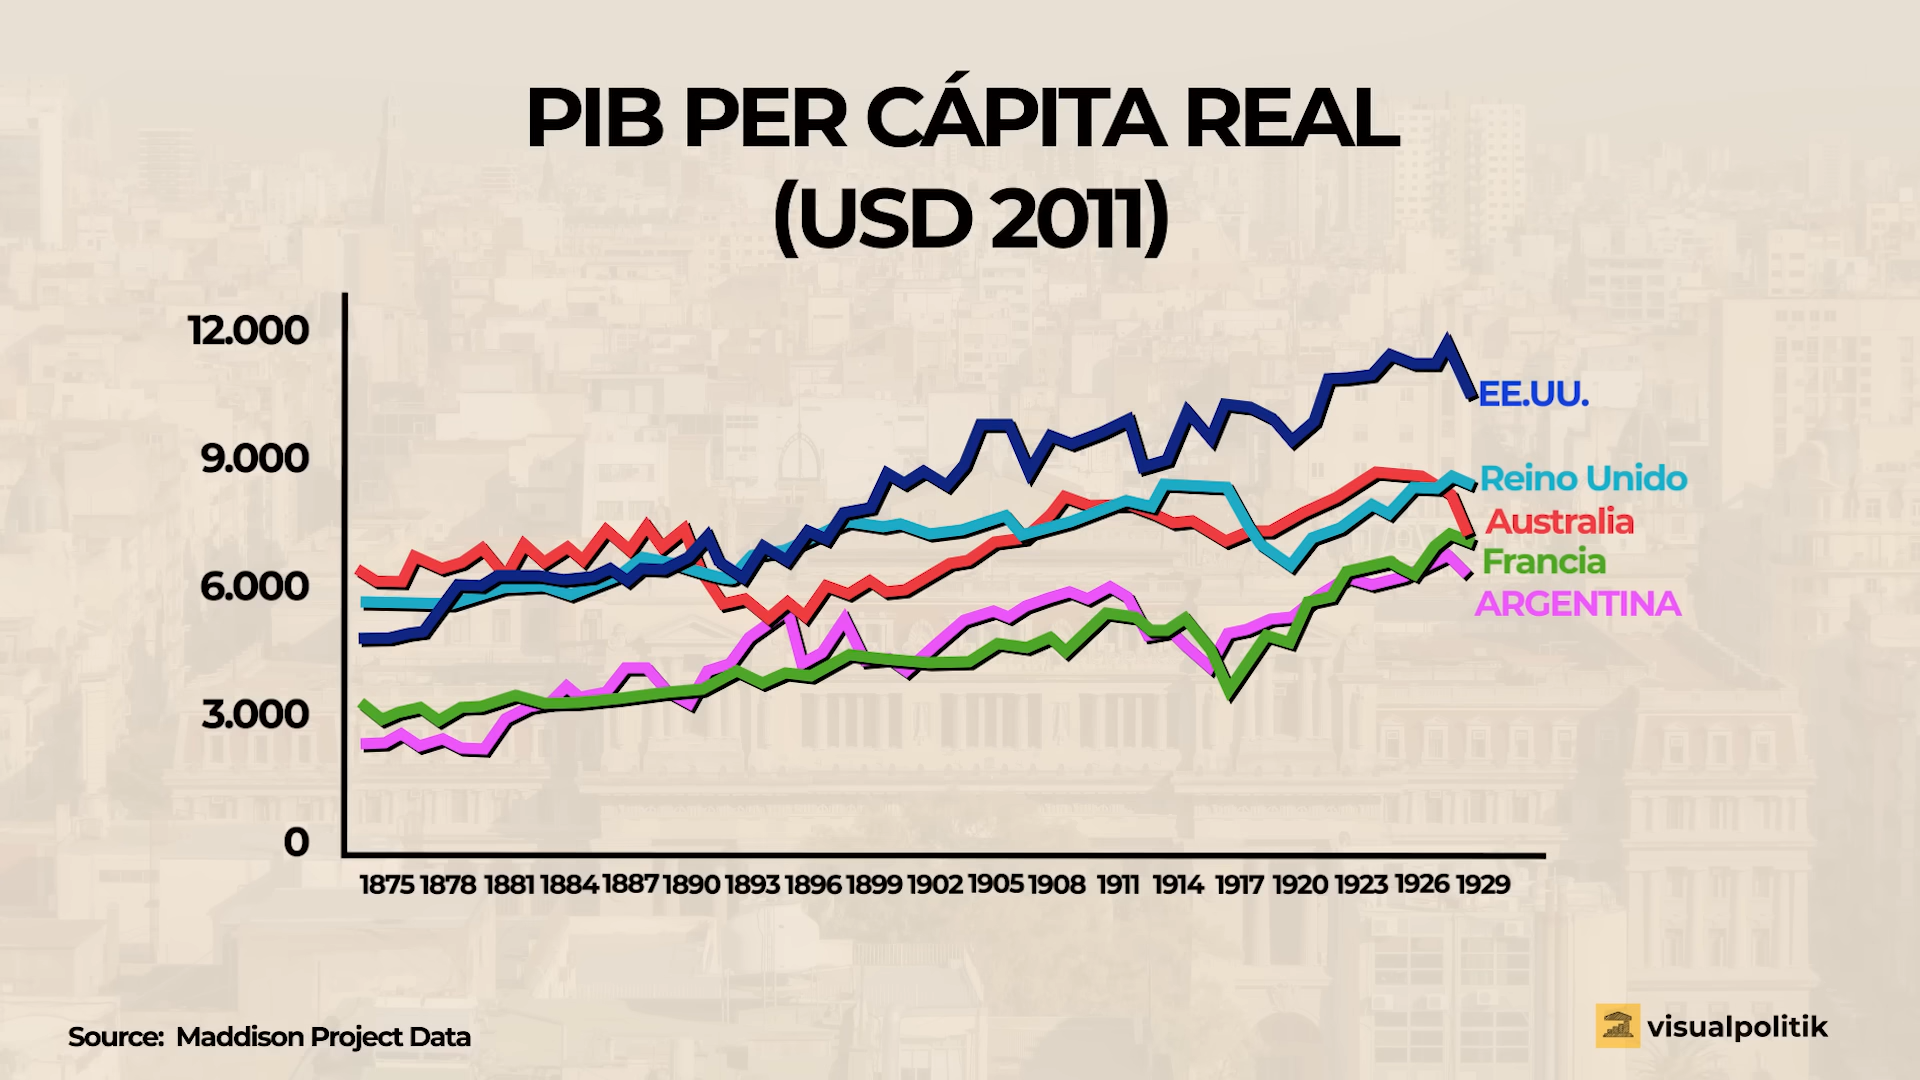 PIB PER CÁPITA REAL
(USD 2011)
12.000
9.000
6.000
3.000
0
EE.UU.
Reino Unido
Australia
Francia
ARGENTINA
1875 1878 1881 1884 1887 1890 1893 1896 1899 1902 1905 1908 1911 1914 1917 1920 1923 1926 1929
Source: Maddison Project Data
visualpolitik